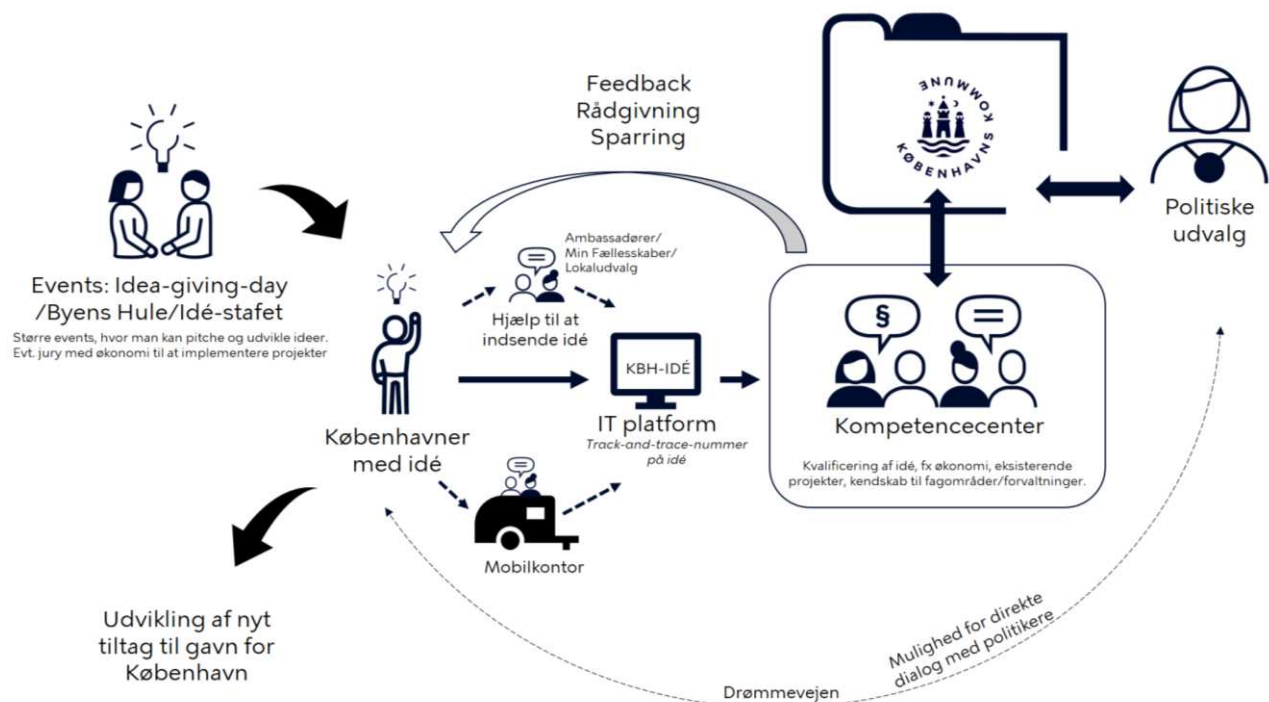 Feedback
Rådgivning
Sparring
KØBENHAVNS KOMMUNE
Politiske
udvalg
Events: Idea-giving-day
/Byens Hule/Idé-stafet
Større events, hvor man kan pitche og udvikle ideer.
Evt. jury med økonomi til at implementere projekter
Ambassadører/
Min Fællesskaber/
Lokaludvalg
Hjælp til at
indsende idé
KBH-IDÉ
IT platform
Track-and-trace-nummer
på idé
§
Kompetencecenter
Kvalificering af idé, fx økonomi, eksisterende
projekter, kendskab til fagområder/forvaltninger.
Københavner
med idé
Mobilkontor
Udvikling af nyt
tiltag til gavn for
København
Mulighed for direkte
dialog med politikere
Drømmevejen